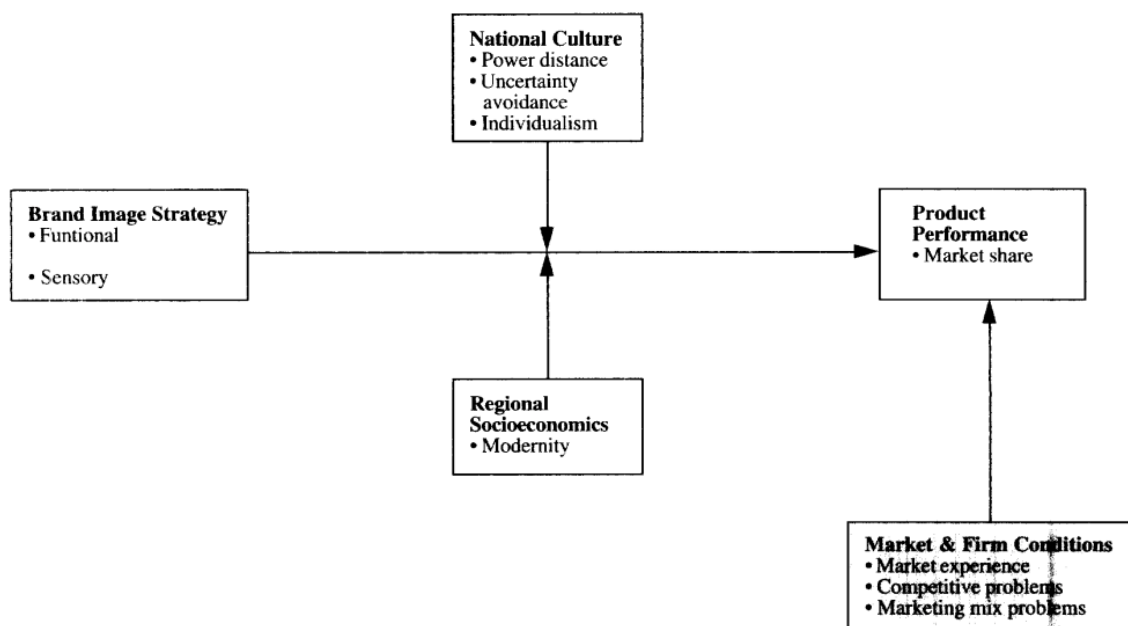 National Culture
• Power distance
• Uncertainty
avoidance
• Individualism
Brand Image Strategy
• Funtional
• Sensory
Product
Performance
• Market share
Regional
Socioeconomics
• Modernity
Market & Firm Conditions
• Market experience
• Competitive problems
• Marketing mix problems